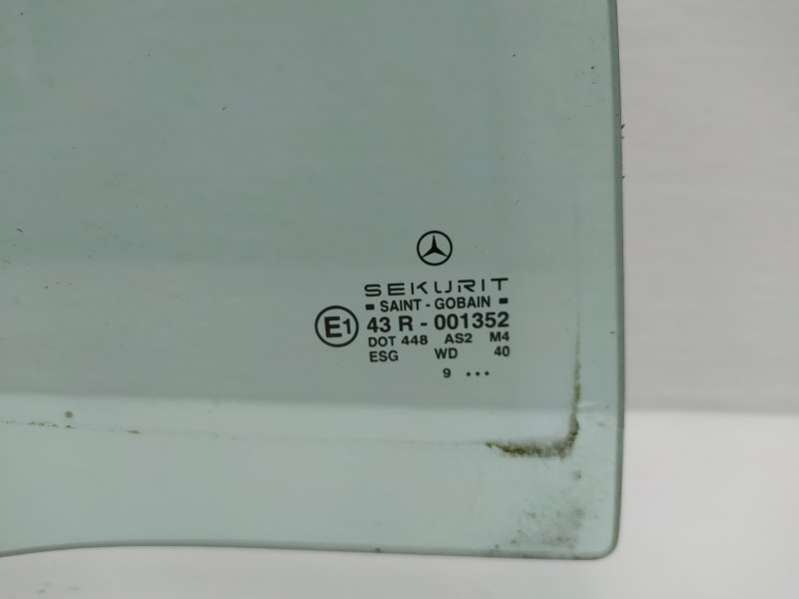 SEKURIT
SAINT - GOBAIN
E1 43 R - 001352
DOT 448 AS2 M4
ESG WD 40
9 ...